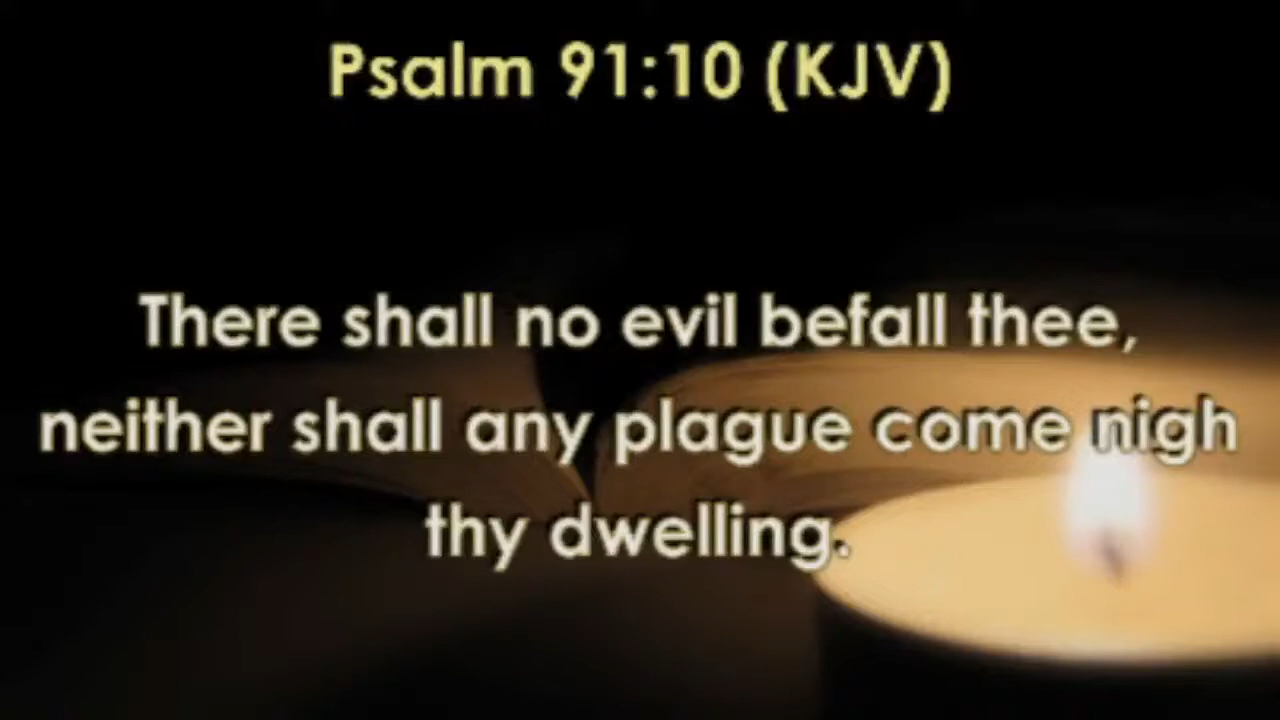 Psalm 91:10 (KJV)
There shall no evil befall thee,
neither shall any plague come nigh
thy dwelling.